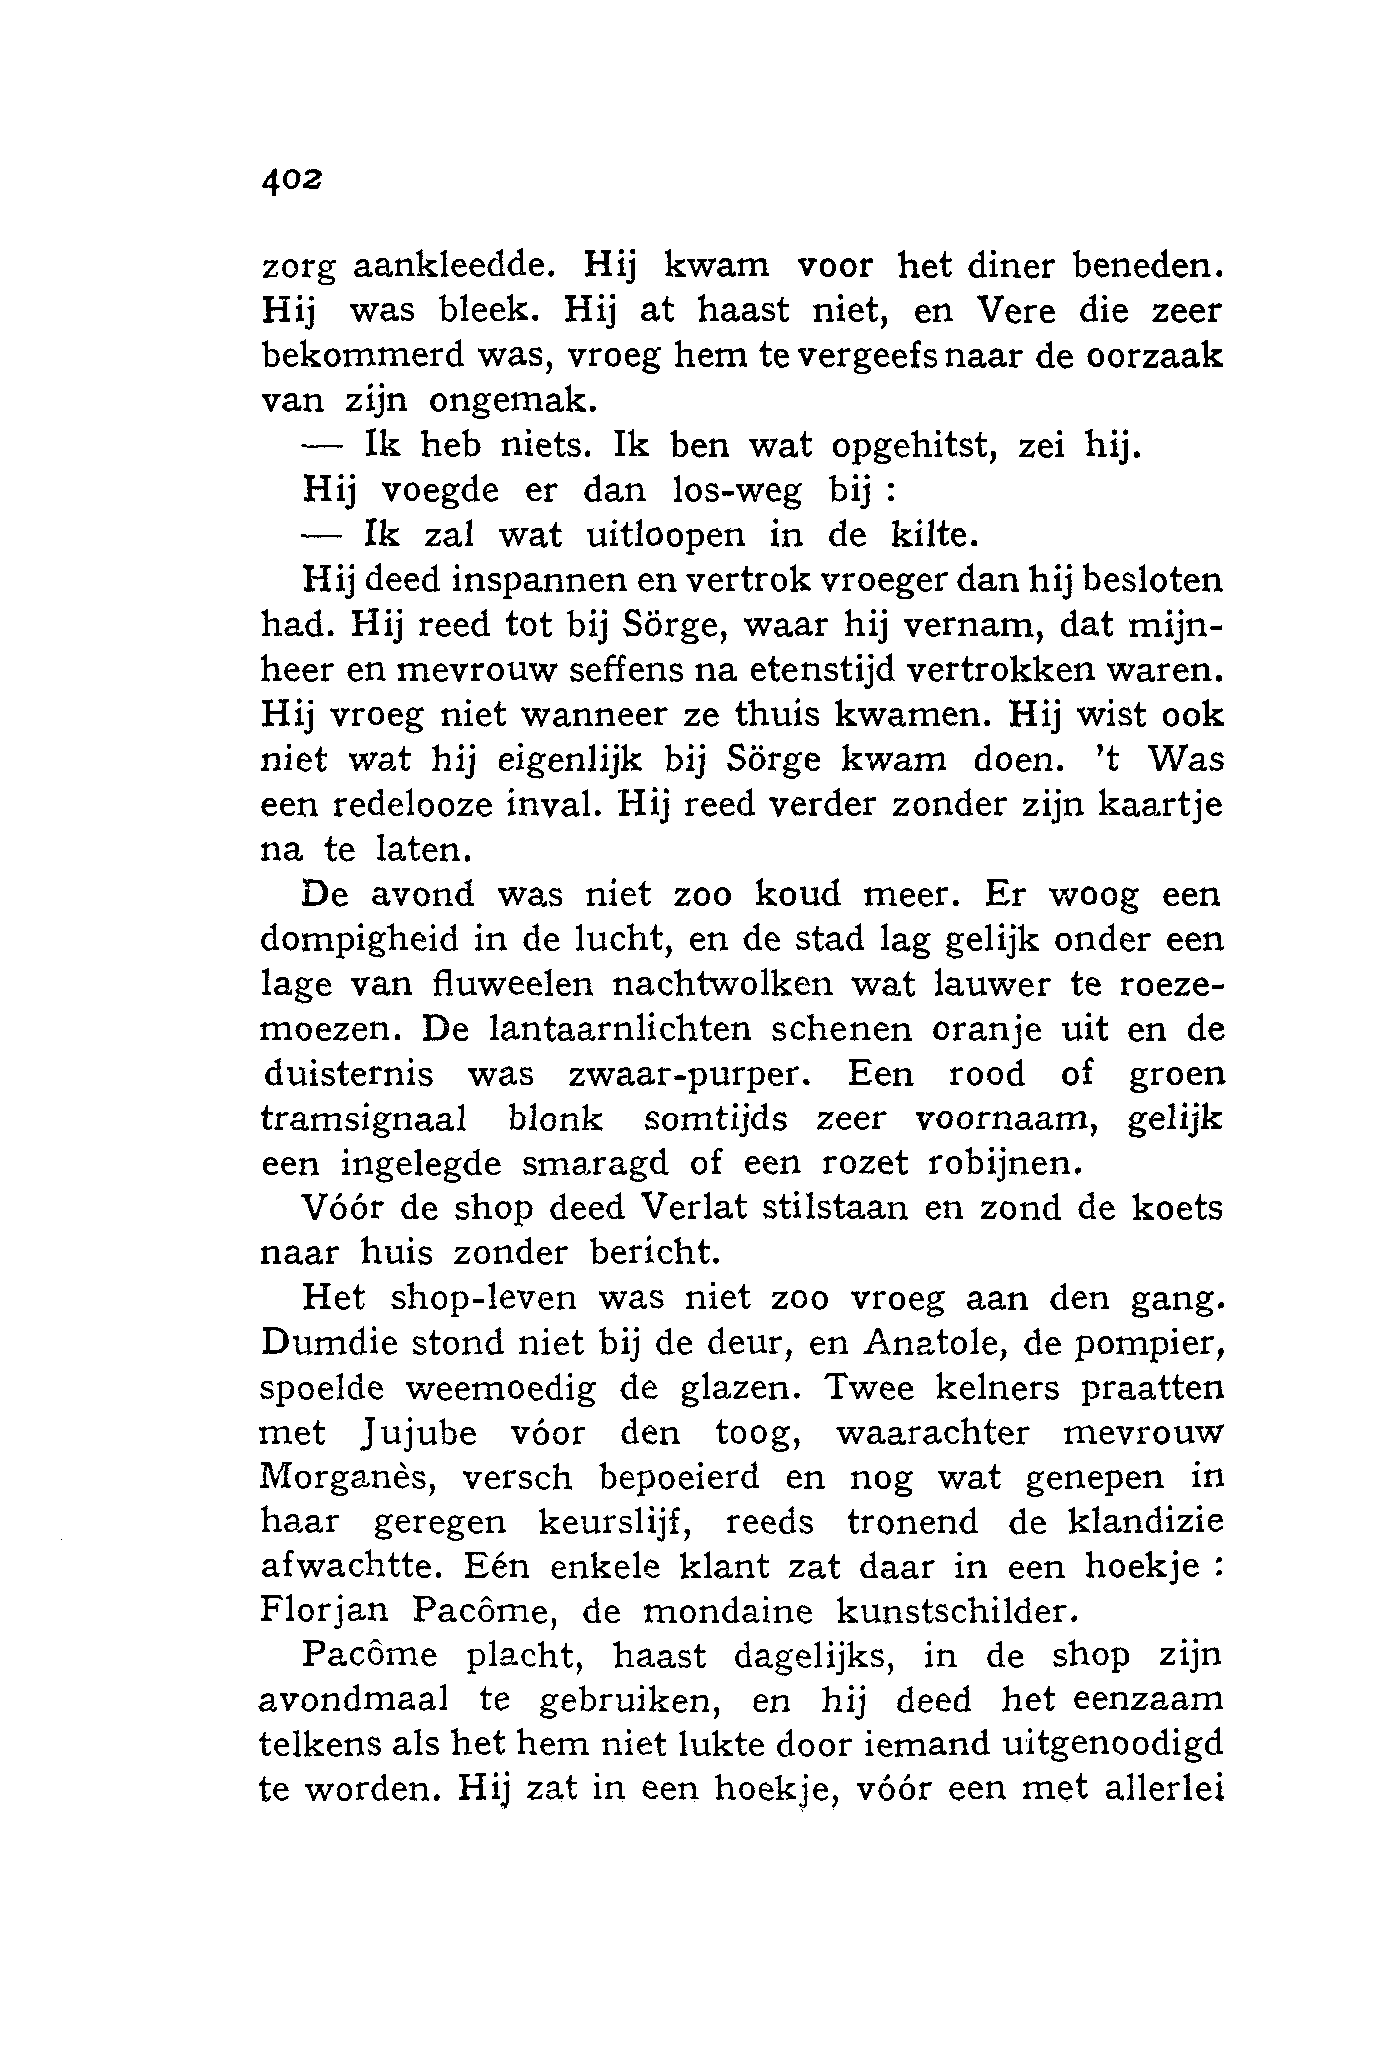 402
zorg aankleedde. Hij kwam voor het diner beneden.
Hij was bleek. Hij at haast niet, en Vere die zeer
bekommerd was, vroeg hem te vergeefs naar de oorzaak
van zijn ongemak.
— Ik heb niets. Ik ben wat opgehitst, zei hij.
Hij voegde er dan los-weg bij :
— Ik zal wat uitloopen in de kilte.
Hij deed inspannen en vertrok vroeger dan hij besloten
had. Hij reed tot bij Sörge, waar hij vernam, dat mijn-
heer en mevrouw seffens na etenstijd vertrokken waren.
Hij vroeg niet wanneer ze thuis kwamen. Hij wist ook
niet wat hij eigenlijk bij Sörge kwam doen. 't Was
een redelooze inval. Hij reed verder zonder zijn kaartje
na te laten.
De avond was niet zoo koud meer. Er woog een
dompigheid in de lucht, en de stad lag gelijk onder een
lage van fluweelen nachtwolken wat lauwer te roeze-
moezen. De lantaarnlichten schenen oranje uit en de
duisternis was zwaar-purper. Een rood of groen
tramsignaal blonk somtijds zeer voornaam, gelijk
een ingelegde smaragd of een rozet robijnen.
Vóór de shop deed Verlat stilstaan en zond de koets
naar huis zonder bericht.
Het shop-leven was niet zoo vroeg aan den gang.
Dumdie stond niet bij de deur, en Anatole, de pompier,
spoelde weemoedig de glazen. Twee kelners praatten
met Jujube vóor den toog, waarachter mevrouw
Morganès, versch bepoeierd en nog wat genepen in
haar geregen keurslijf, reeds tronend de klandizie
afwachtte. Eén enkele klant zat daar in een hoekje :
Florjan Pacôme, de mondaine kunstschilder.
Pacôme placht, haast dagelijks, in de shop zijn
avondmaal te gebruiken, en hij deed het eenzaam
telkens als het hem niet lukte door iemand uitgenoodigd
te worden. Hij zat in een hoekje, vóór een met allerlei